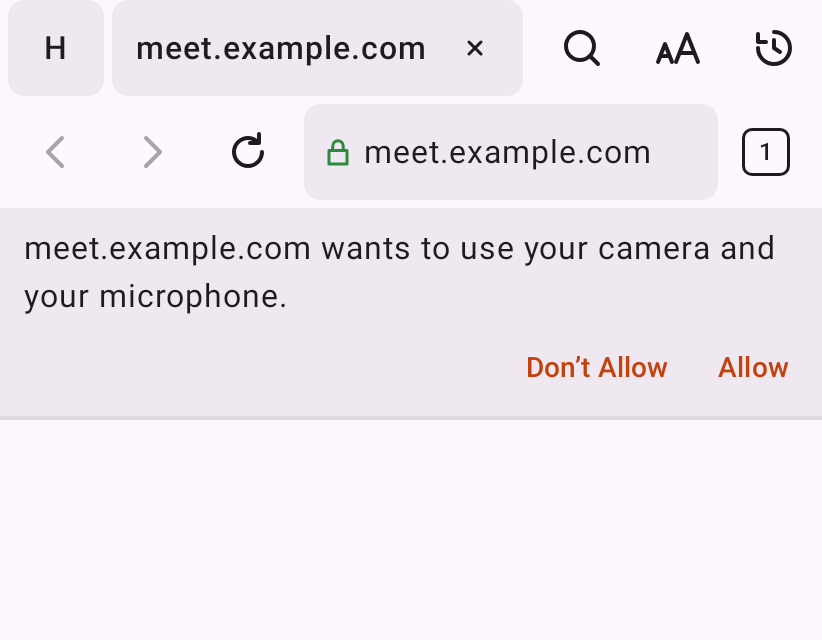 H
meet.example.com
AA
meet.example.com
1
meet.example.com wants to use your camera and
your microphone.
Don’t Allow
Allow